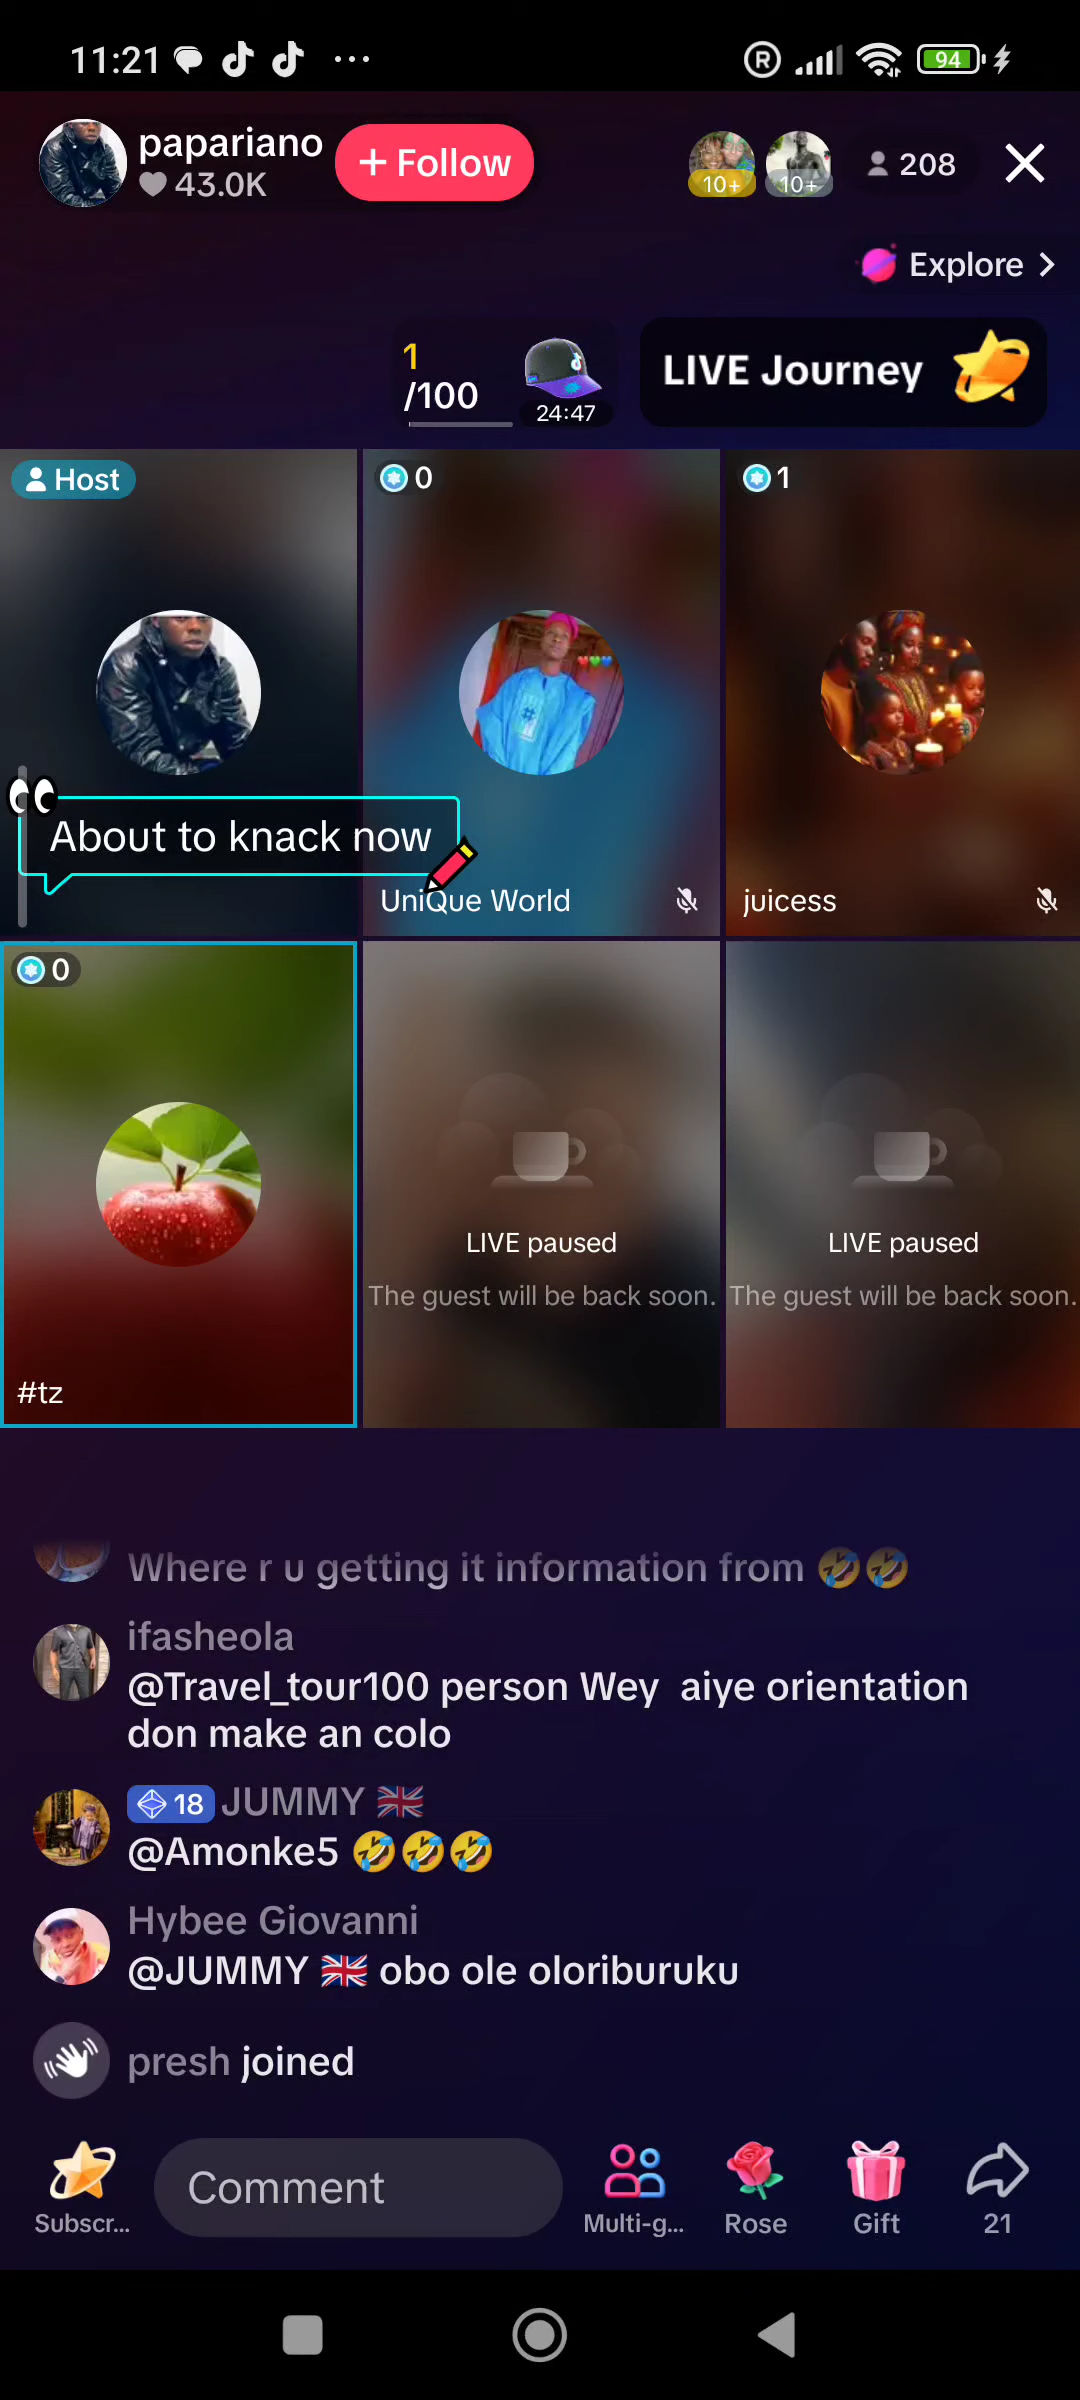 11:21
R
94
papariano
43.0K
+ Follow
10+
10+
208
Explore
1
/100
24:47
LIVE Journey
Host
0
1
About to knack now
UniQue World
juicess
0
LIVE paused
The guest will be back soon.
LIVE paused
The guest will be back soon.
#tz
Where r u getting it information from 🤣🤣
ifasheola
@Travel_tour100 person Wey  aiye orientation
don make an colo
18 JUMMY 🇬🇧
@Amonke5 🤣🤣🤣
Hybee Giovanni
@JUMMY 🇬🇧 obo ole oloriburuku
presh joined
Comment
Subscr...
Multi-g...
Rose
Gift
21